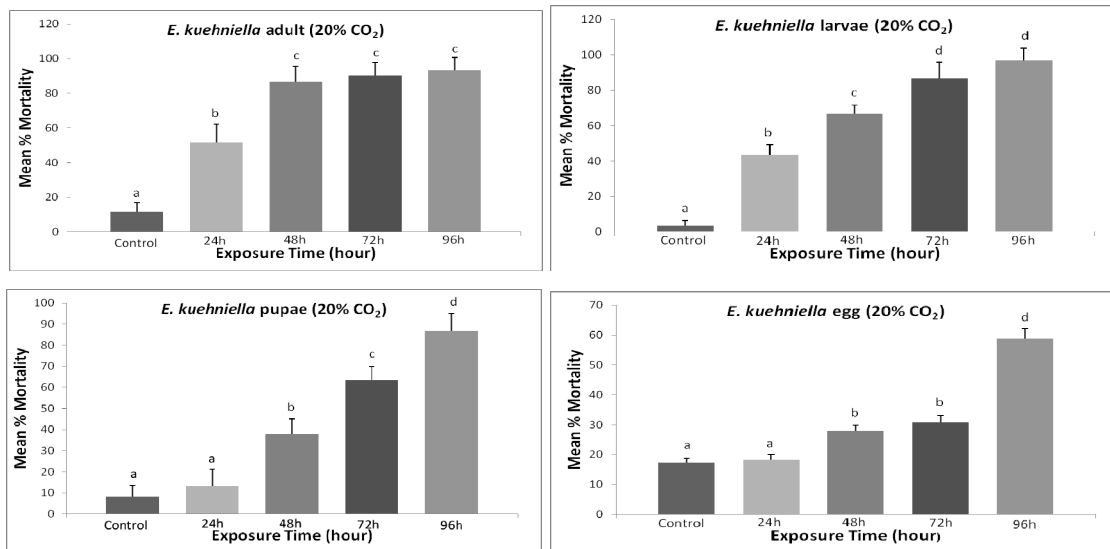 E. kuehniella adult (20% CO₂)
Mean % Mortality
120
100
80
60
40
20
0
a
b
c
c
c
Control
24h
48h
72h
96h
Exposure Time (hour)
E. kuehniella larvae (20% CO₂)
Mean % Mortality
120
100
80
60
40
20
0
a
b
c
d
d
Control
24h
48h
72h
96h
Exposure Time (hour)
E. kuehniella pupae (20% CO₂)
Mean % Mortality
100
90
80
70
60
50
40
30
20
10
0
a
a
b
c
d
Control
24h
48h
72h
96h
Exposure Time (hour)
E. kuehniella egg (20% CO₂)
Mean % Mortality
70
60
50
40
30
20
10
0
a
a
b
b
d
Control
24h
48h
72h
96h
Exposure Time (hour)